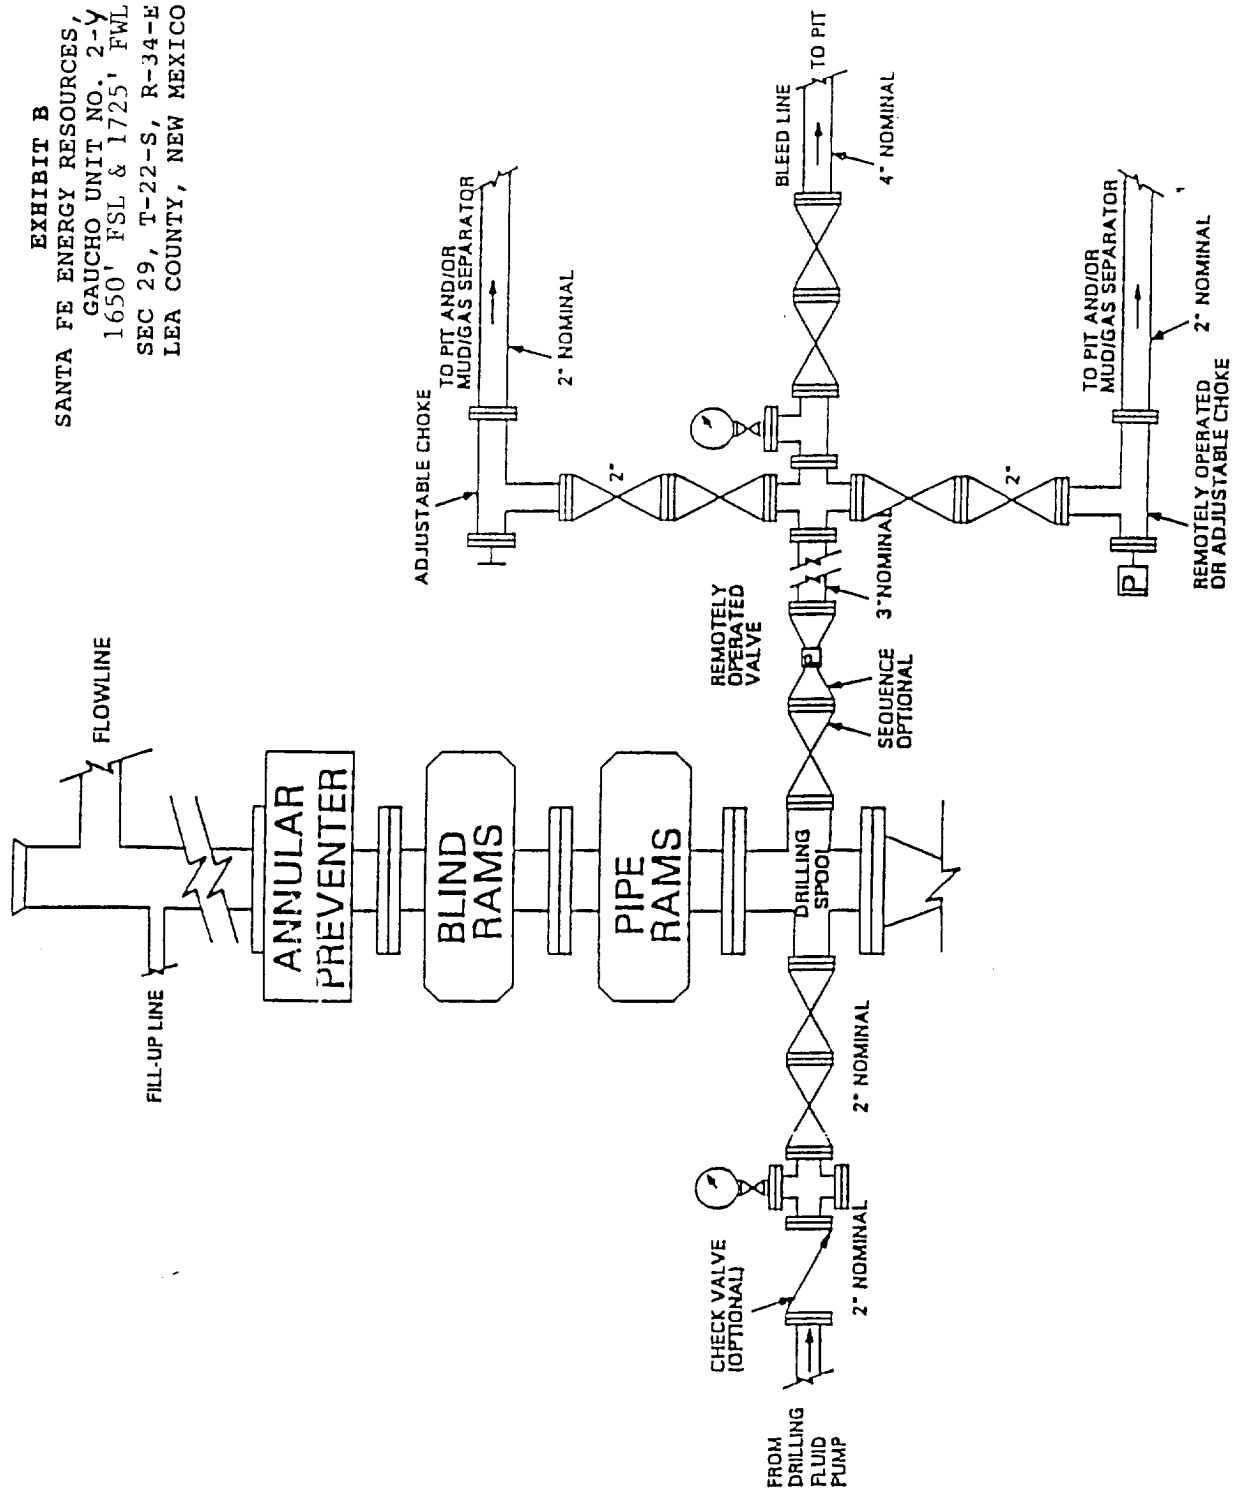 EXHIBIT B
SANTA FE ENERGY RESOURCES,
GAUCHO UNIT NO. 2-Y
1650' FSL & 1725' FWL
SEC 29, T-22-S, R-34-E
LEA COUNTY, NEW MEXICO
FILL-UP LINE
FLOWLINE
ANNULAR
PREVENTER
BLIND
RAMS
PIPE
RAMS
DRILLING
SPOOL
ADJUSTABLE CHOKE
TO PIT AND/OR
MUD/GAS SEPARATOR
2" NOMINAL
2"
REMOTELY
OPERATED
VALVE
P
SEQUENCE
OPTIONAL
3" NOMINAL
BLEED LINE
TO PIT
4" NOMINAL
2"
TO PIT AND/OR
MUD/GAS SEPARATOR
2" NOMINAL
P
REMOTELY OPERATED
OR ADJUSTABLE CHOKE
FROM
DRILLING
FLUID
PUMP
CHECK VALVE
(OPTIONAL)
2" NOMINAL
2" NOMINAL